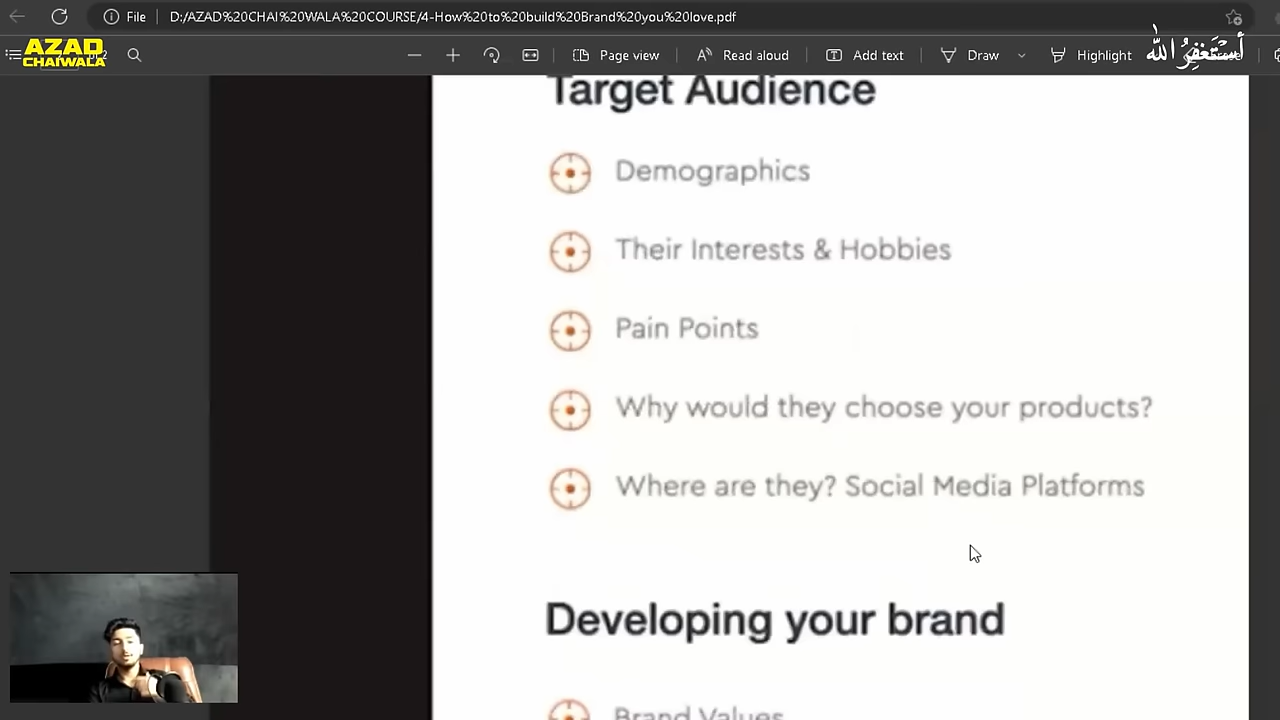 D:/AZAD%20CHAI%20WALA%20COURSE/4-How%20to%20build%20Brand%20you%20love.pdf
File
AZAD
CHAIWALA
Page view
Read aloud
Add text
Draw
Highlight
أستغفر الله
Target Audience
Demographics
Their Interests & Hobbies
Pain Points
Why would they choose your products?
Where are they? Social Media Platforms
Developing your brand
Brand Values